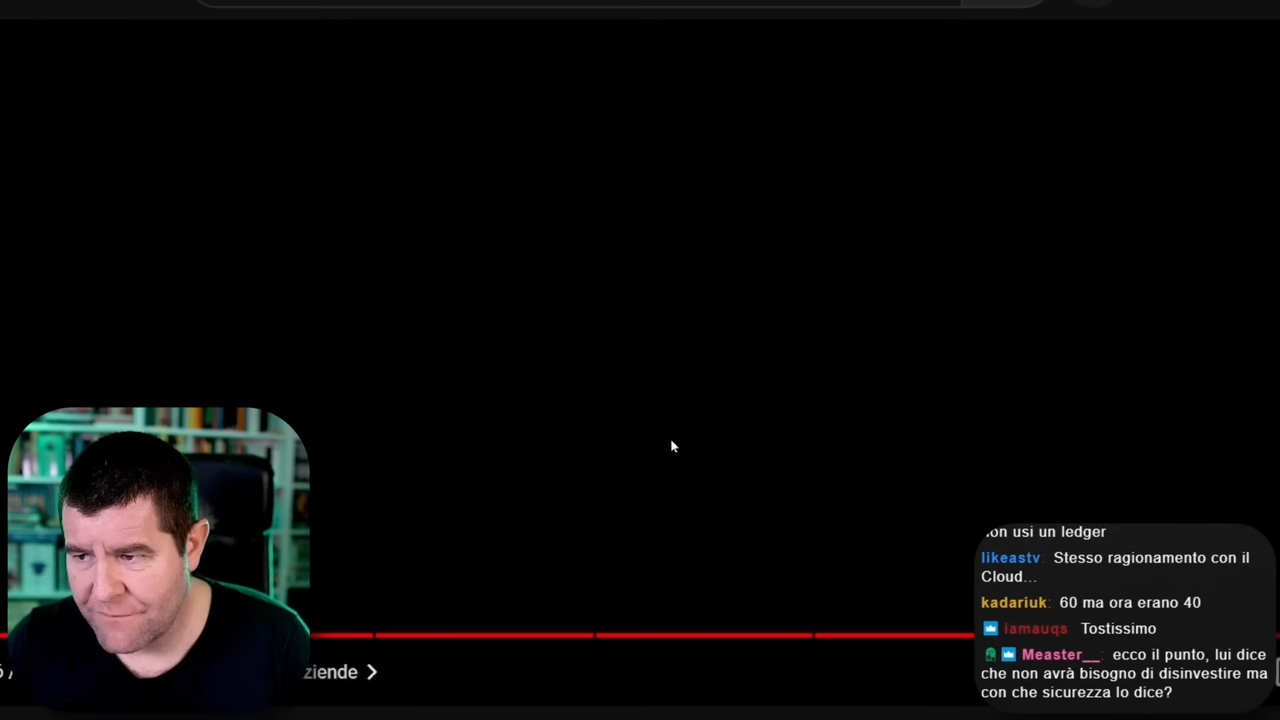 non usi un ledger
likeastv: Stesso ragionamento con il
Cloud...
kadariuk: 60 ma ora erano 40
iamauqs Tostissimo
Measter__: ecco il punto, lui dice
che non avrà bisogno di disinvestire ma
con che sicurezza lo dice?
ziende